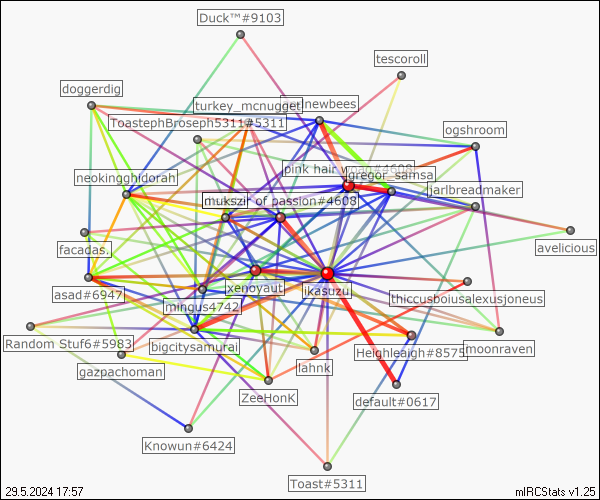 Duck™#9103
tescoroll
doggerdig
turkey_mcnugget
newbees
ToastephBroseph5311#5311
ogshroom
pink hair
#4608
gregor_samsa
neokingghidorah
jarlbreadmaker
mukszir of passion#4608
avelicious
facadas.
xenoyaut
ikasuzu
asad#6947
mingus4742
thiccusboiusalexusjoneus
Random Stuf6#5983
bigcitysamurai
Heighleigh#8575
moonraven
gazpachoman
lahnk
ZeeHonK
default#0617
Knowun#6424
Toast#5311
29.5.2024 17:57
mIRCStats v1.25